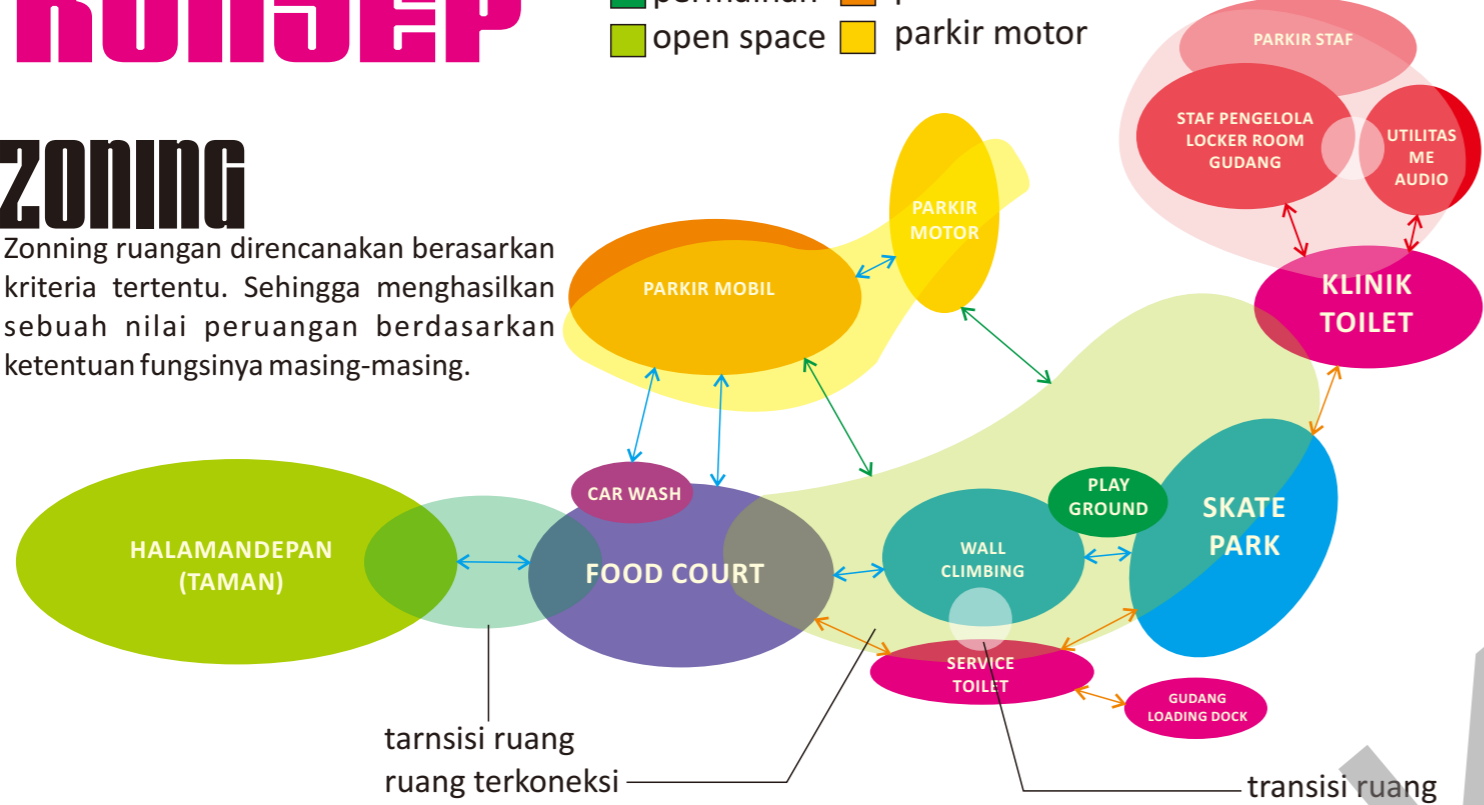 KONSEP
permainan
open space
parkir motor
ZONING
Zonning ruangan direncanakan berasarkan
kriteria tertentu. Sehingga menghasilkan
sebuah nilai peruangan berdasarkan
ketentuan fungsinya masing-masing.
PARKIR STAF
STAF PENGELOLA
LOCKER ROOM
GUDANG
UTILITAS
ME
AUDIO
PARKIR
MOTOR
PARKIR MOBIL
KLINIK
TOILET
CAR WASH
PLAY
GROUND
SKATE
PARK
HALAMANDEPAN
(TAMAN)
FOOD COURT
WALL
CLIMBING
SERVICE
TOILET
GUDANG
LOADING DOCK
tarnsisi ruang
ruang terkoneksi
transisi ruang